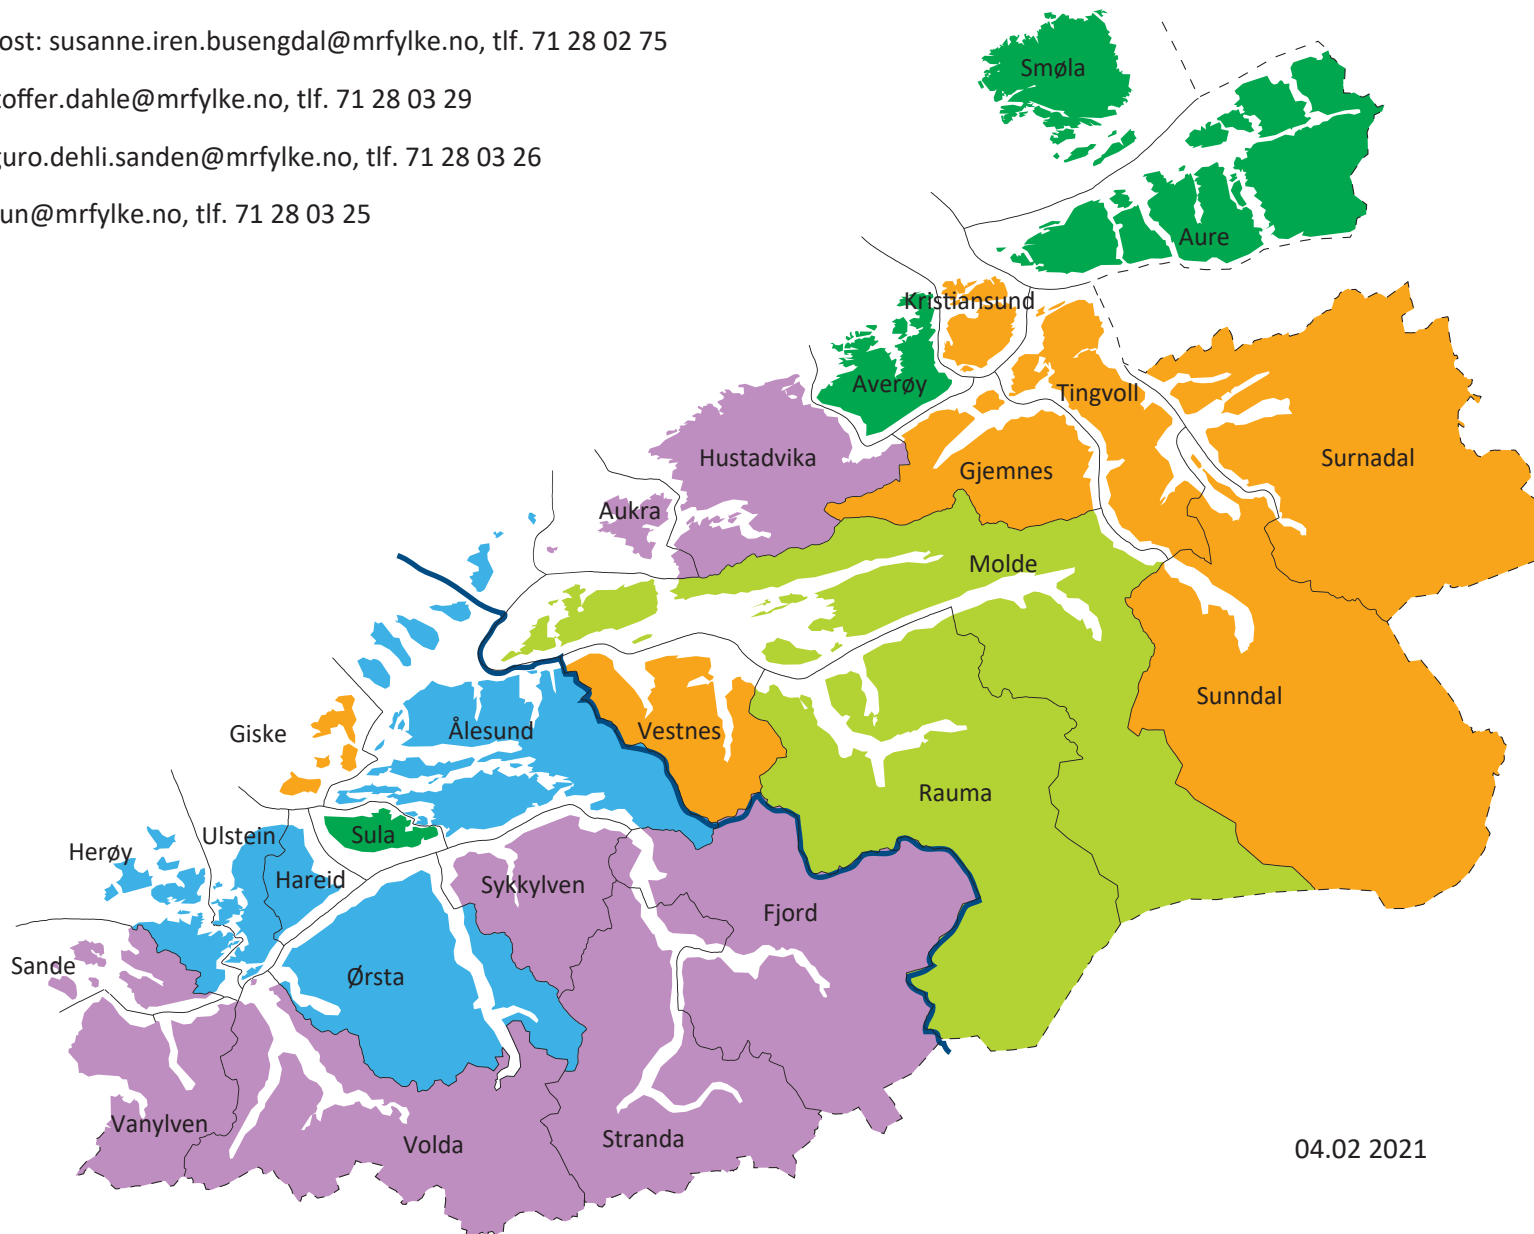 ost: susanne.iren.busengdal@mrfylke.no, tlf. 71 28 02 75
offer.dahle@mrfylke.no, tlf. 71 28 03 29
guro.dehli.sanden@mrfylke.no, tlf. 71 28 03 26
un@mrfylke.no, tlf. 71 28 03 25
Smøla
Aure
Kristiansund
Averøy
Tingvoll
Hustadvika
Gjemnes
Surnadal
Aukra
Molde
Sunndal
Giske
Ålesund
Vestnes
Rauma
Ulstein
Sula
Herøy
Hareid
Sykkylven
Fjord
Sande
Ørsta
Vanylven
Volda
Stranda
04.02 2021